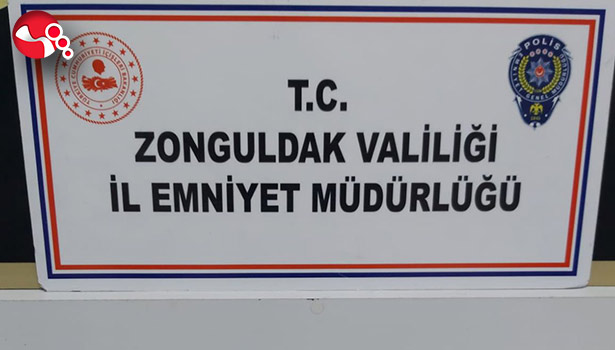 T.C.
ZONGULDAK VALİLİĞİ
İL EMNİYET MÜDÜRLÜĞÜ
POLİS